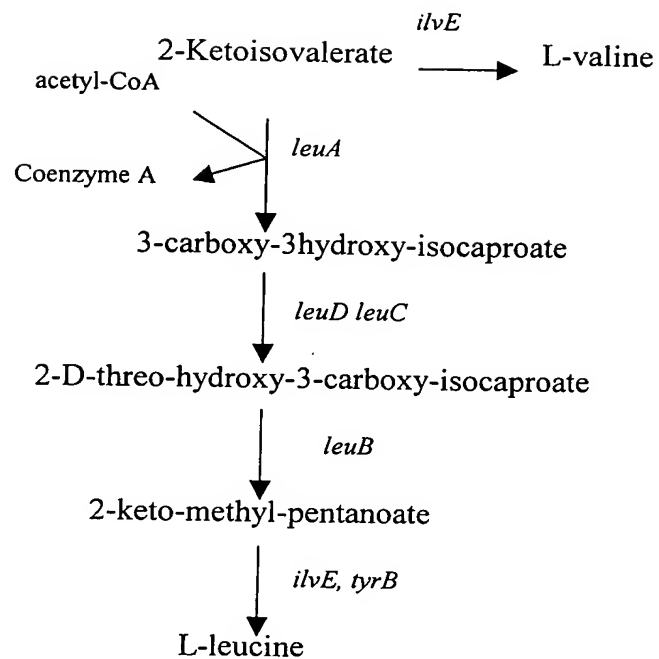 ilvE
2-Ketoisovalerate
L-valine
acetyl-CoA
leuA
Coenzyme A
3-carboxy-3hydroxy-isocaproate
leuD leuC
2-D-threo-hydroxy-3-carboxy-isocaproate
leuB
2-keto-methyl-pentanoate
ilvE, tyrB
L-leucine